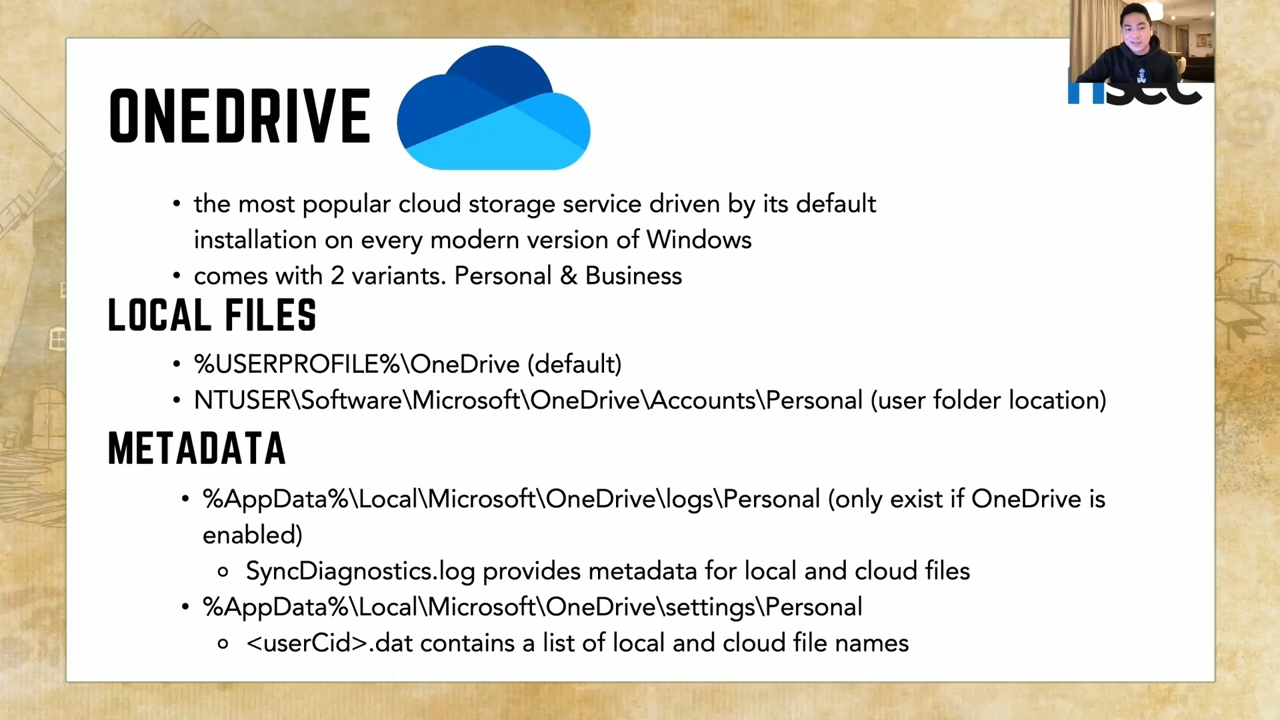 ONEDRIVE
nsec
• the most popular cloud storage service driven by its default
installation on every modern version of Windows
• comes with 2 variants. Personal & Business
LOCAL FILES
• %USERPROFILE%\OneDrive (default)
• NTUSER\Software\Microsoft\OneDrive\Accounts\Personal (user folder location)
METADATA
• %AppData%\Local\Microsoft\OneDrive\logs\Personal (only exist if OneDrive is
enabled)
○ SyncDiagnostics.log provides metadata for local and cloud files
• %AppData%\Local\Microsoft\OneDrive\settings\Personal
○ <userCid>.dat contains a list of local and cloud file names